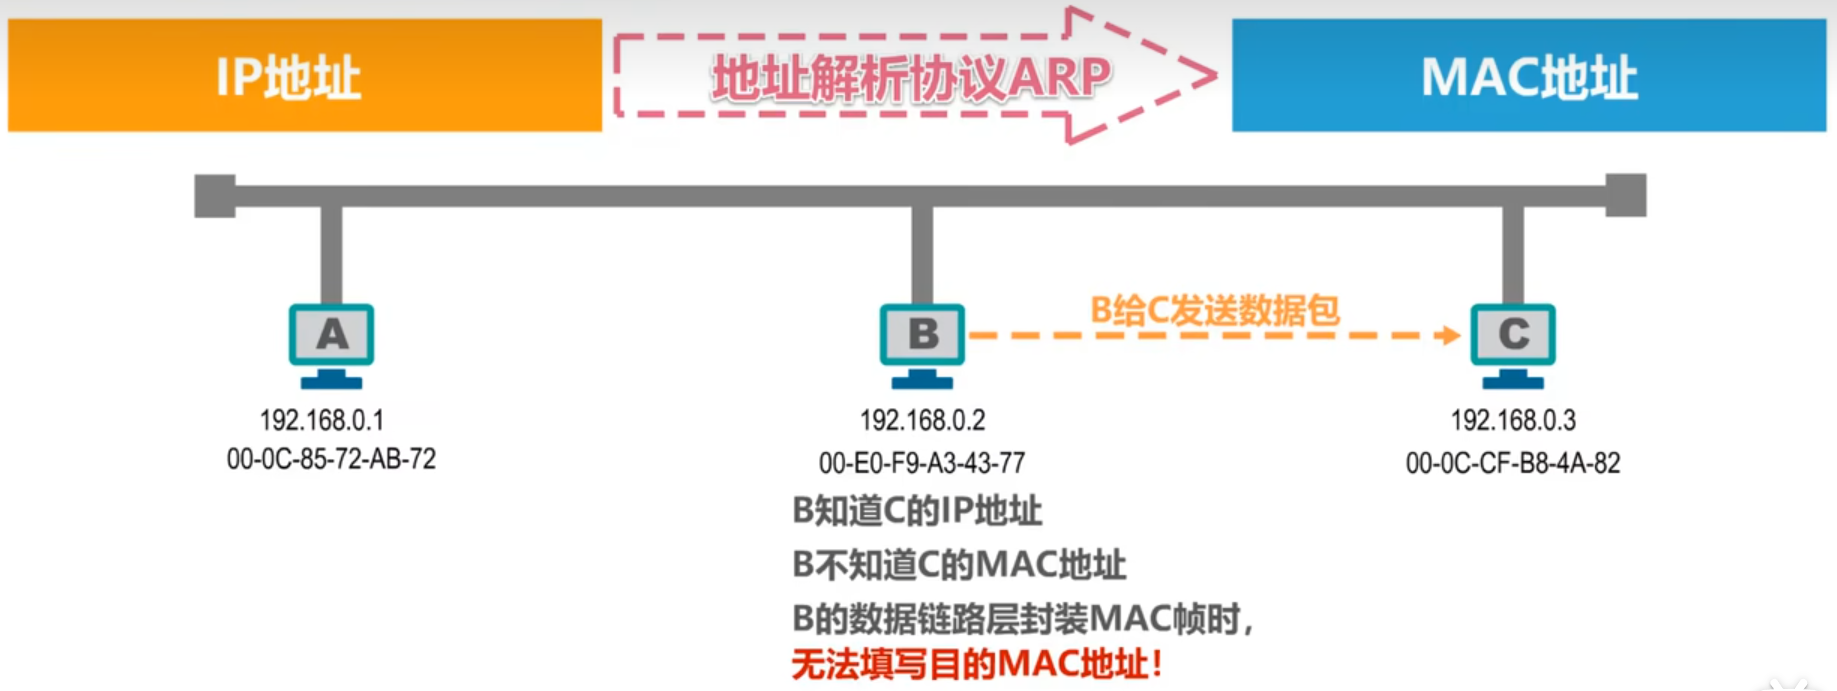 IP地址
地址解析协议ARP
MAC地址
A
B
B给C发送数据包
C
192.168.0.1
00-0C-85-72-AB-72
192.168.0.2
00-E0-F9-A3-43-77
192.168.0.3
00-0C-CF-B8-4A-82
B知道C的IP地址
B不知道C的MAC地址
B的数据链路层封装MAC帧时，
无法填写目的MAC地址！